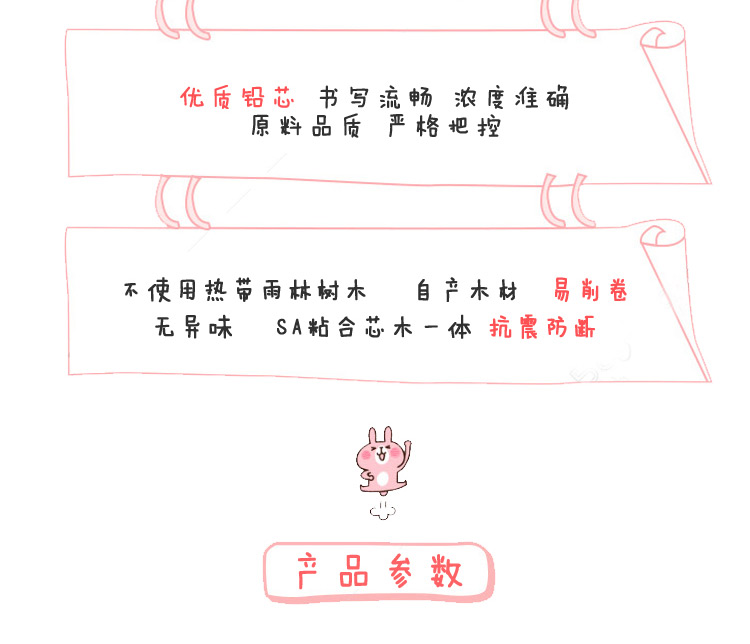 优质铅芯 书写流畅 浓度准确
原料品质 严格把控
不使用热带雨林树木 自产木材 易削卷
无异味 SA粘合芯木一体 抗震防断
产品参数